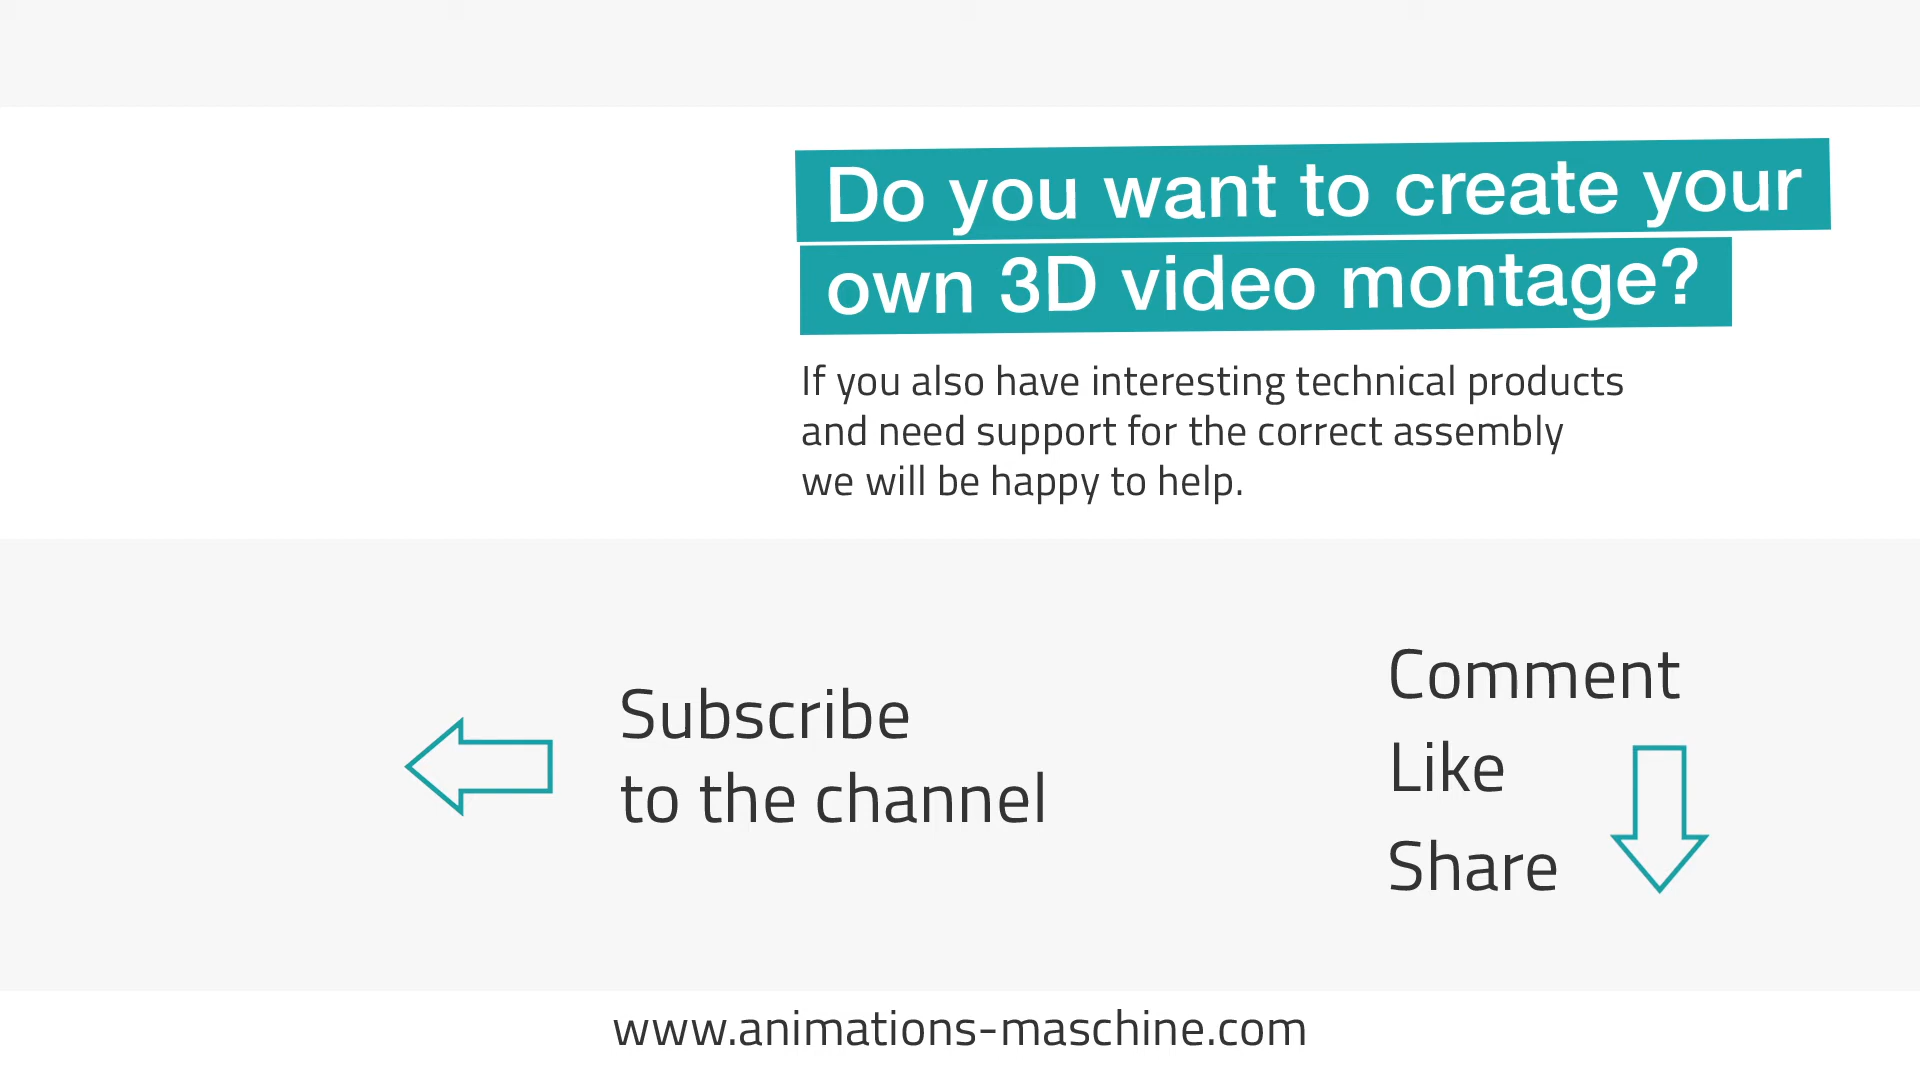 Do you want to create your
own 3D video montage?
If you also have interesting technical products
and need support for the correct assembly
we will be happy to help.
Subscribe
to the channel
Comment
Like
Share
www.animations-maschine.com